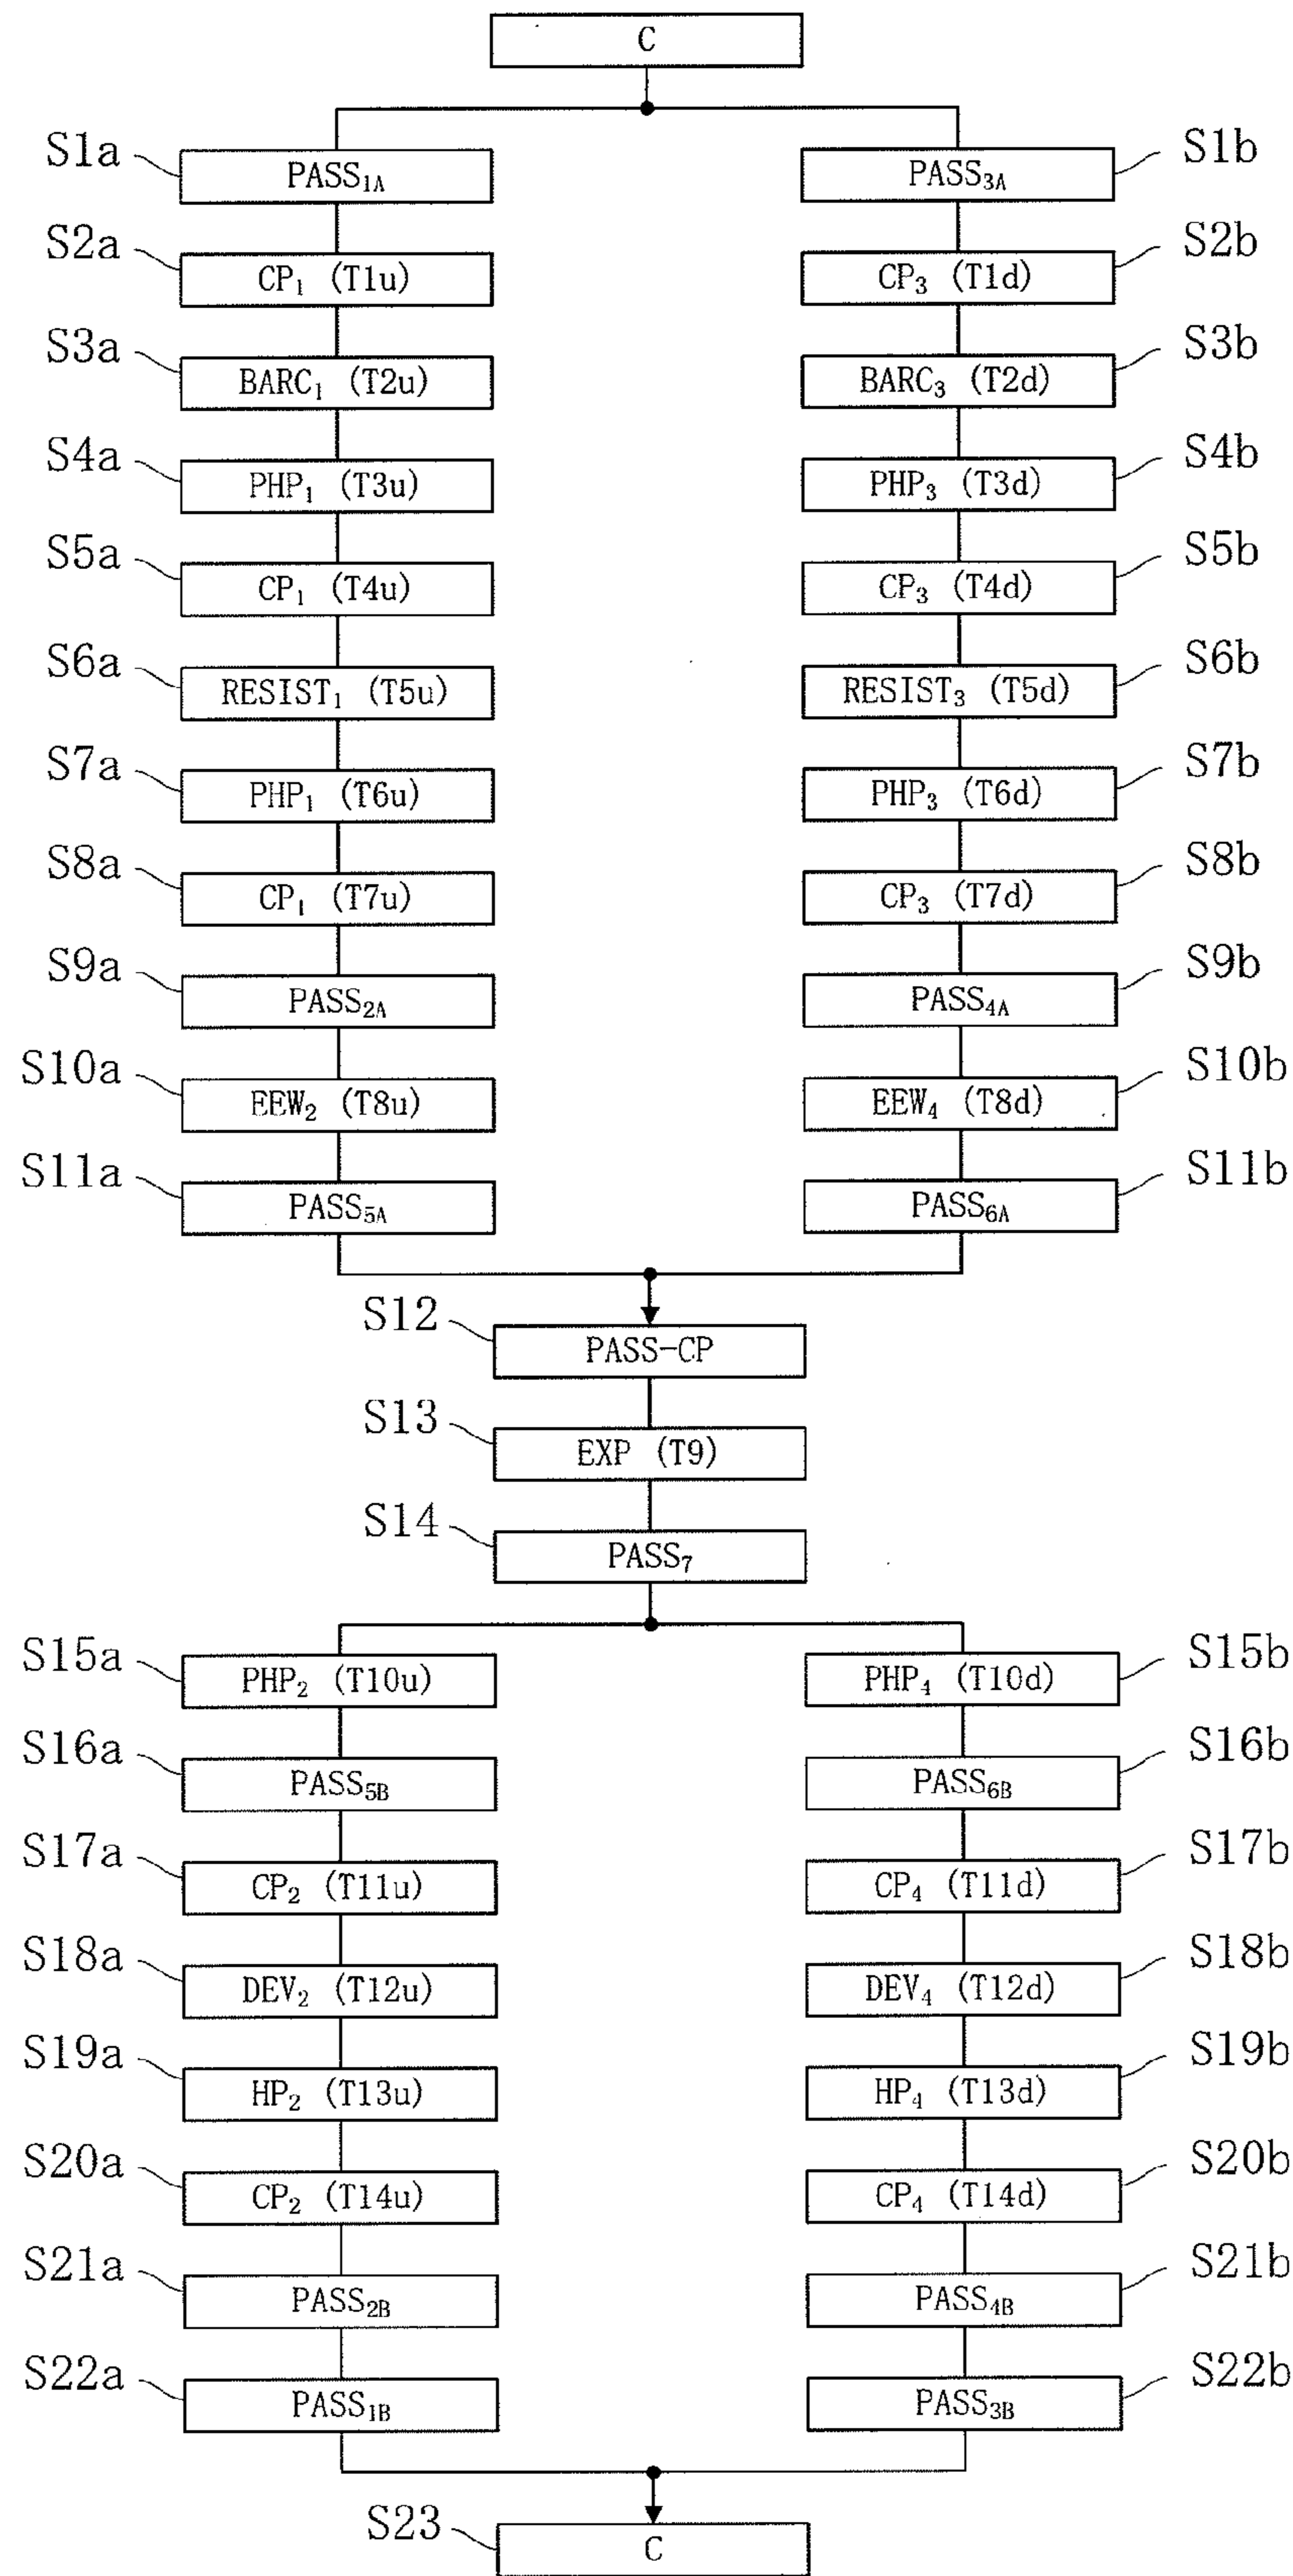 C
S1a PASS1A PASS3A S1b
S2a CP1 (T1u) CP3 (T1d) S2b
S3a BARC1 (T2u) BARC3 (T2d) S3b
S4a PHP1 (T3u) PHP3 (T3d) S4b
S5a CP1 (T4u) CP3 (T4d) S5b
S6a RESIST1 (T5u) RESIST3 (T5d) S6b
S7a PHP1 (T6u) PHP3 (T6d) S7b
S8a CP1 (T7u) CP3 (T7d) S8b
S9a PASS2A PASS4A S9b
S10a EEW2 (T8u) EEW4 (T8d) S10b
S11a PASS5A PASS6A S11b
S12 PASS-CP
S13 EXP (T9)
S14 PASS7
S15a PHP2 (T10u) PHP4 (T10d) S15b
S16a PASS5B PASS6B S16b
S17a CP2 (T11u) CP4 (T11d) S17b
S18a DEV2 (T12u) DEV4 (T12d) S18b
S19a HP2 (T13u) HP4 (T13d) S19b
S20a CP2 (T14u) CP4 (T14d) S20b
S21a PASS2B PASS4B S21b
S22a PASS1B PASS3B S22b
S23 C